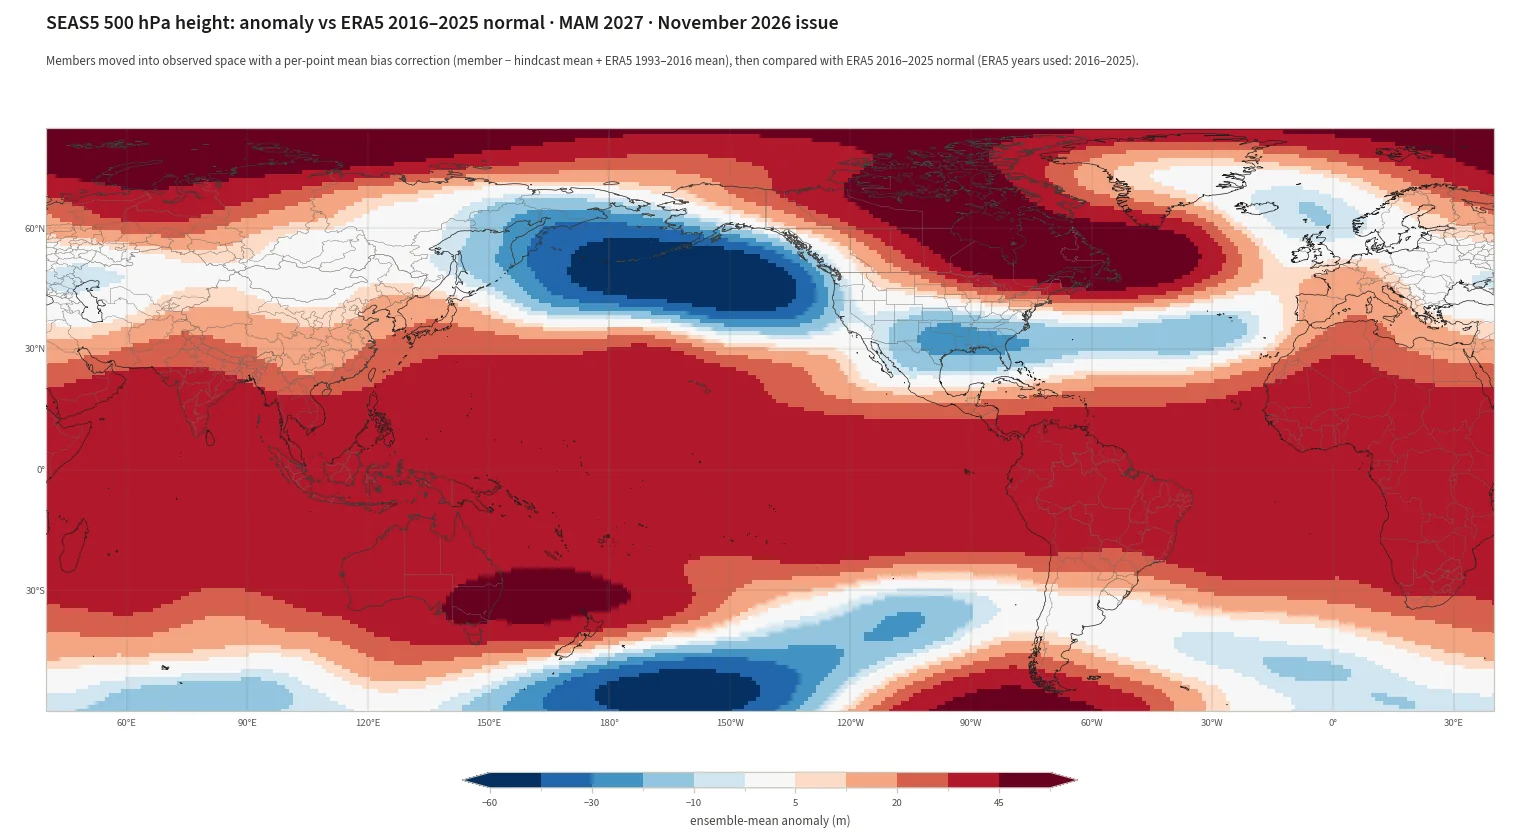 SEAS5 500 hPa height: anomaly vs ERA5 2016–2025 normal · MAM 2027 · November 2026 issue
Members moved into observed space with a per-point mean bias correction (member − hindcast mean + ERA5 1993–2016 mean), then compared with ERA5 2016–2025 normal (ERA5 years used: 2016–2025).
60°N
30°N
0°
30°S
60°E 90°E 120°E 150°E 180° 150°W 120°W 90°W 60°W 30°W 0° 30°E
−60 −30 −10 5 20 45
ensemble-mean anomaly (m)